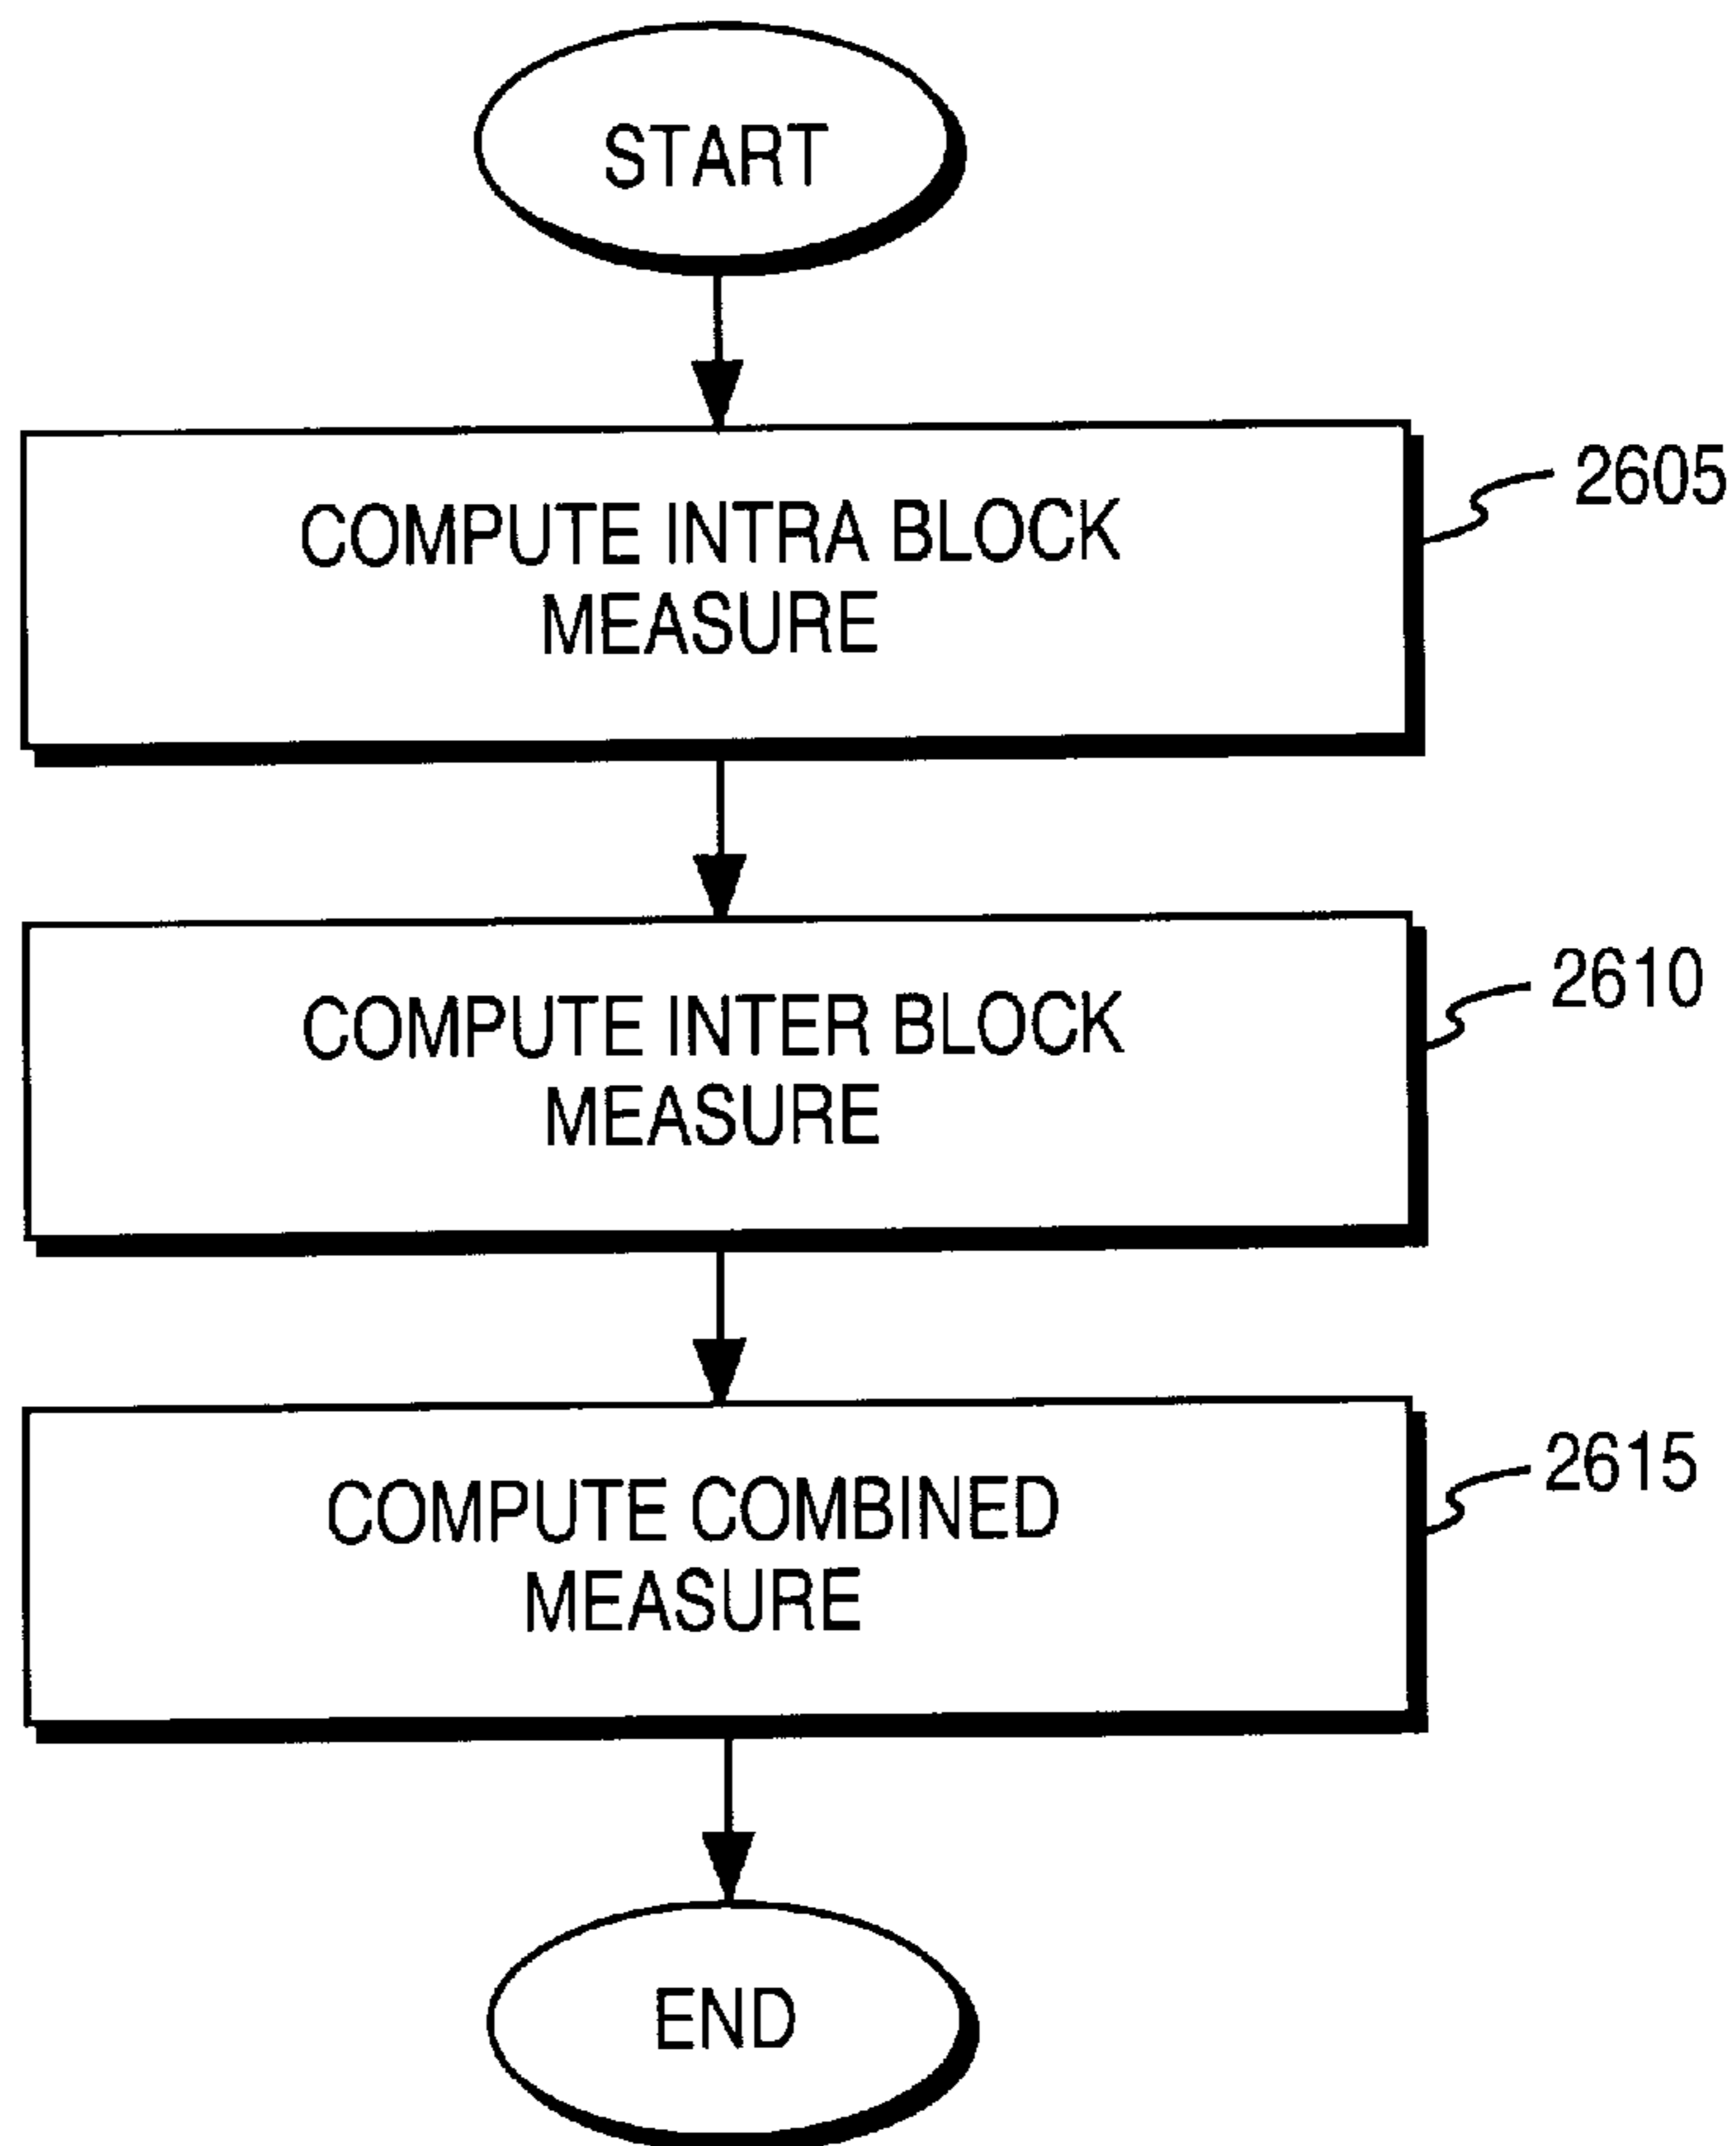 START
COMPUTE INTRA BLOCK
MEASURE
2605
COMPUTE INTER BLOCK
MEASURE
2610
COMPUTE COMBINED
MEASURE
2615
END